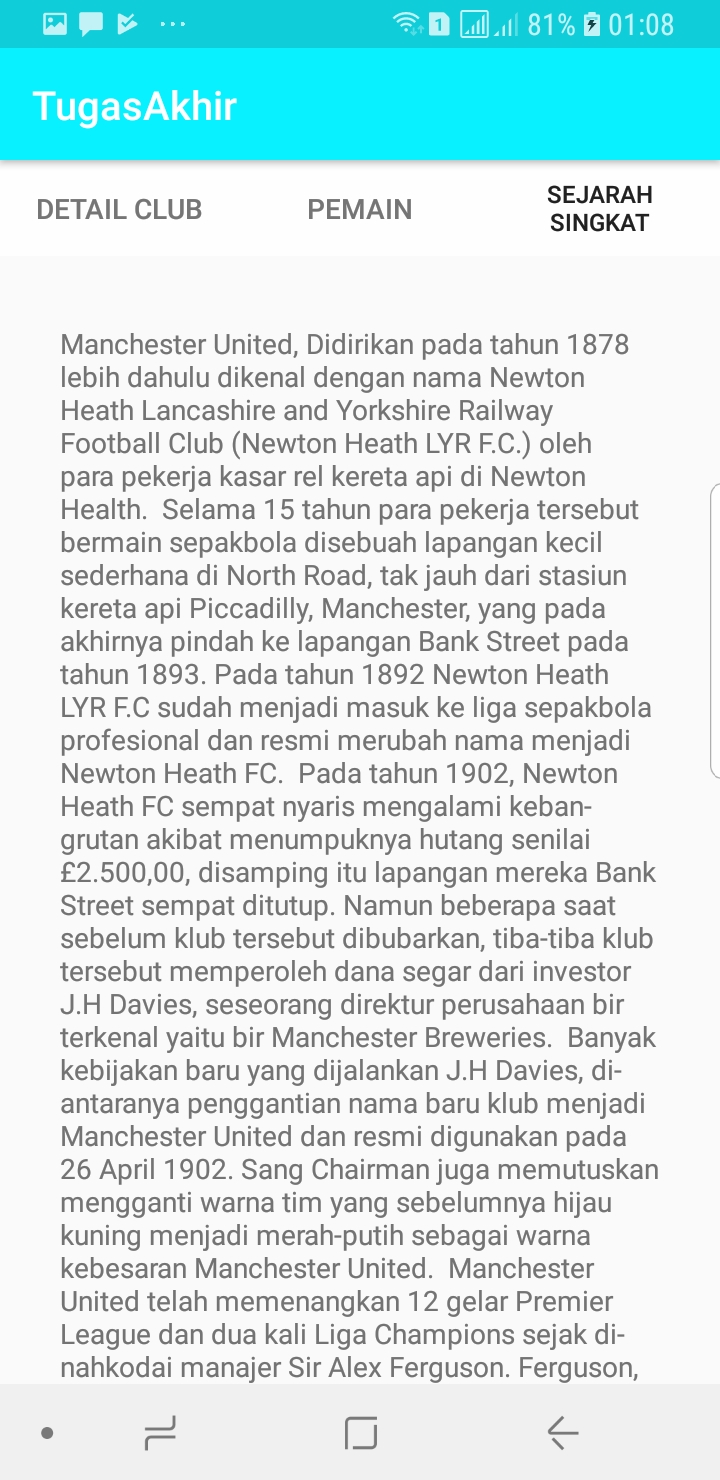 1 81% 01:08
TugasAkhir
DETAIL CLUB
PEMAIN
SEJARAH
SINGKAT
Manchester United, Didirikan pada tahun 1878
lebih dahulu dikenal dengan nama Newton
Heath Lancashire and Yorkshire Railway
Football Club (Newton Heath LYR F.C.) oleh
para pekerja kasar rel kereta api di Newton
Health.  Selama 15 tahun para pekerja tersebut
bermain sepakbola disebuah lapangan kecil
sederhana di North Road, tak jauh dari stasiun
kereta api Piccadilly, Manchester, yang pada
akhirnya pindah ke lapangan Bank Street pada
tahun 1893. Pada tahun 1892 Newton Heath
LYR F.C sudah menjadi masuk ke liga sepakbola
profesional dan resmi merubah nama menjadi
Newton Heath FC.  Pada tahun 1902, Newton
Heath FC sempat nyaris mengalami keban-
grutan akibat menumpuknya hutang senilai
£2.500,00, disamping itu lapangan mereka Bank
Street sempat ditutup. Namun beberapa saat
sebelum klub tersebut dibubarkan, tiba-tiba klub
tersebut memperoleh dana segar dari investor
J.H Davies, seseorang direktur perusahaan bir
terkenal yaitu bir Manchester Breweries.  Banyak
kebijakan baru yang dijalankan J.H Davies, di-
antaranya penggantian nama baru klub menjadi
Manchester United dan resmi digunakan pada
26 April 1902. Sang Chairman juga memutuskan
mengganti warna tim yang sebelumnya hijau
kuning menjadi merah-putih sebagai warna
kebesaran Manchester United.  Manchester
United telah memenangkan 12 gelar Premier
League dan dua kali Liga Champions sejak di-
nahkodai manajer Sir Alex Ferguson. Ferguson,